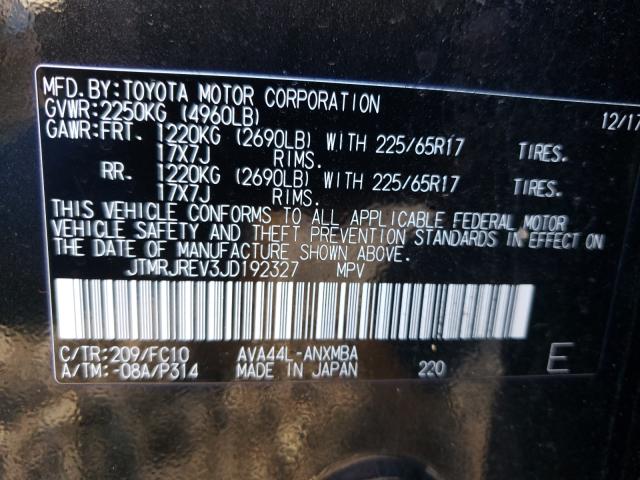 MFD. BY: TOYOTA MOTOR CORPORATION 12/17
GVWR: 2250KG (4960LB)
GAWR: FRT. 1220KG (2690LB) WITH 225/65R17 TIRES.
17X7J RIMS.
RR. 1220KG (2690LB) WITH 225/65R17 TIRES.
17X7J RIMS.
THIS VEHICLE CONFORMS TO ALL APPLICABLE FEDERAL MOTOR
VEHICLE SAFETY AND THEFT PREVENTION STANDARDS IN EFFECT ON
THE DATE OF MANUFACTURE SHOWN ABOVE.
JTMRJREV3JD192327 MPV
C/TR: 209/FC10 AVA44L-ANXMBA
A/TM: -08A/P314 MADE IN JAPAN 220 E